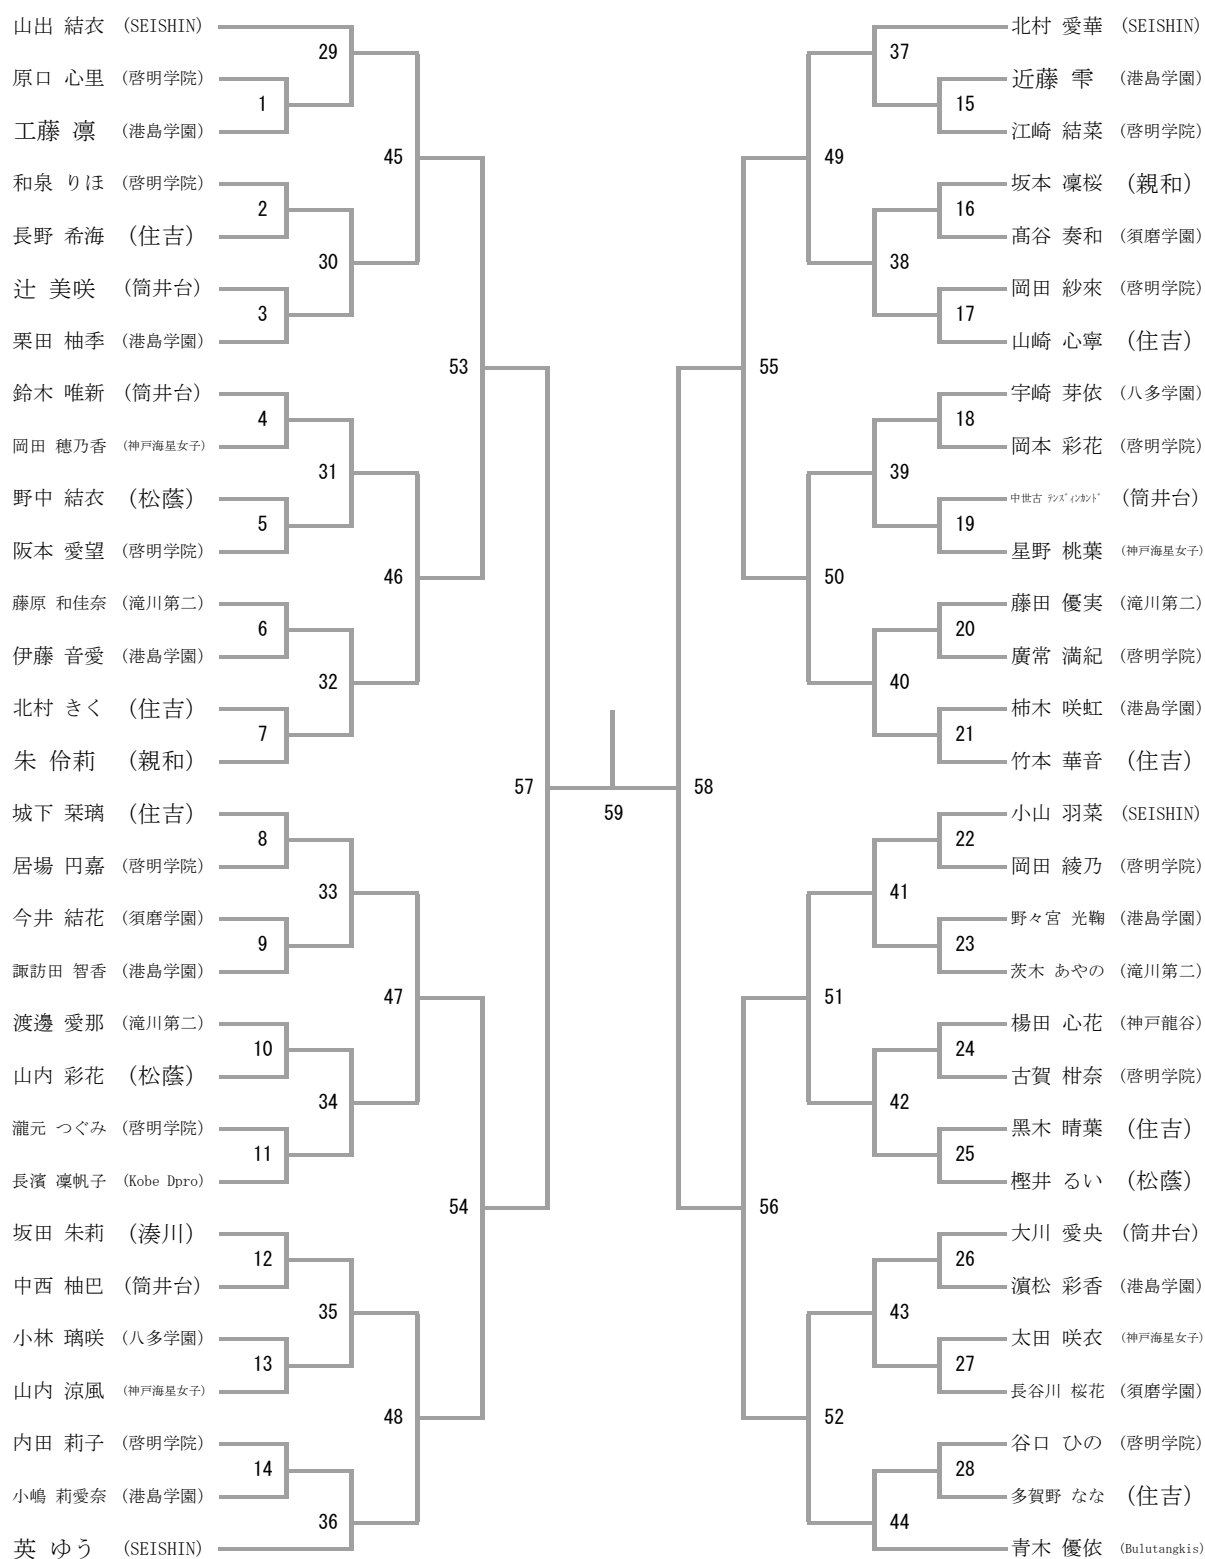 山出 結衣 (SEISHIN)
29
原口 心里 (啓明学院)
1
工藤 凛 (港島学園)
45
和泉 りほ (啓明学院)
2
長野 希海 (住吉)
30
辻 美咲 (筒井台)
3
栗田 柚季 (港島学園)
53
鈴木 唯新 (筒井台)
4
岡田 穂乃香 (神戸海星女子)
31
野中 結衣 (松蔭)
5
阪本 愛望 (啓明学院)
46
藤原 和佳奈 (滝川第二)
6
伊藤 音愛 (港島学園)
32
北村 きく (住吉)
7
朱 伶莉 (親和)
57
城下 栞璃 (住吉)
8
居場 円嘉 (啓明学院)
33
今井 結花 (須磨学園)
9
諏訪田 智香 (港島学園)
47
渡邊 愛那 (滝川第二)
10
山内 彩花 (松蔭)
34
瀧元 つぐみ (啓明学院)
11
長濱 凜帆子 (Kobe Dpro)
54
坂田 朱莉 (湊川)
12
中西 柚巴 (筒井台)
35
小林 璃咲 (八多学園)
13
山内 涼風 (神戸海星女子)
48
内田 莉子 (啓明学院)
14
小嶋 莉愛奈 (港島学園)
36
英 ゆう (SEISHIN)
59
北村 愛華 (SEISHIN)
37
近藤 雫 (港島学園)
15
江崎 結菜 (啓明学院)
49
坂本 凜桜 (親和)
16
髙谷 奏和 (須磨学園)
38
岡田 紗來 (啓明学院)
17
山崎 心寧 (住吉)
55
宇崎 芽依 (八多学園)
18
岡本 彩花 (啓明学院)
39
中世古 テンズィンカンド (筒井台)
19
星野 桃葉 (神戸海星女子)
50
藤田 優実 (滝川第二)
20
廣常 満紀 (啓明学院)
40
柿木 咲虹 (港島学園)
21
竹本 華音 (住吉)
58
小山 羽菜 (SEISHIN)
22
岡田 綾乃 (啓明学院)
41
野々宮 光鞠 (港島学園)
23
茨木 あやの (滝川第二)
51
楊田 心花 (神戸龍谷)
24
古賀 柑奈 (啓明学院)
42
黒木 晴葉 (住吉)
25
樫井 るい (松蔭)
56
大川 愛央 (筒井台)
26
濵松 彩香 (港島学園)
43
太田 咲衣 (神戸海星女子)
27
長谷川 桜花 (須磨学園)
52
谷口 ひの (啓明学院)
28
多賀野 なな (住吉)
44
青木 優依 (Bulutangkis)